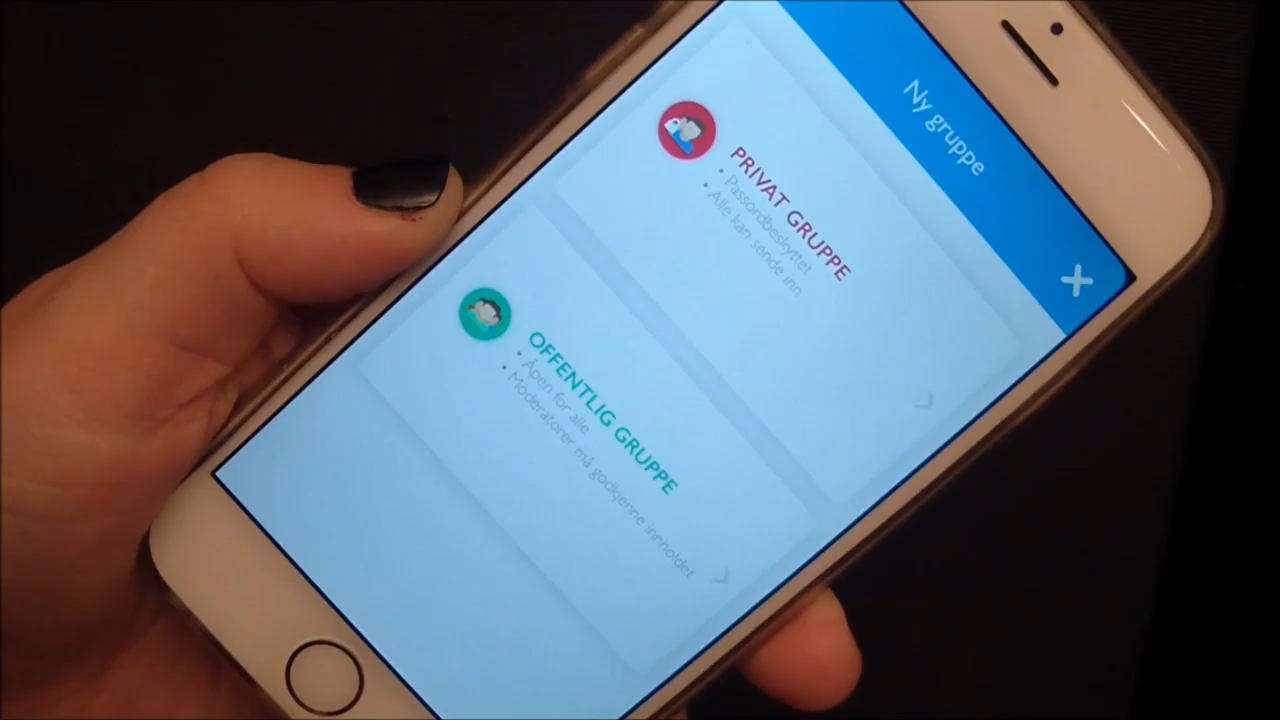 Ny gruppe
PRIVAT GRUPPE
• Passordbeskyttet
• Alle kan sende inn
OFFENTLIG GRUPPE
• Åpen for alle
• Moderatorer må godkjenne innholdet